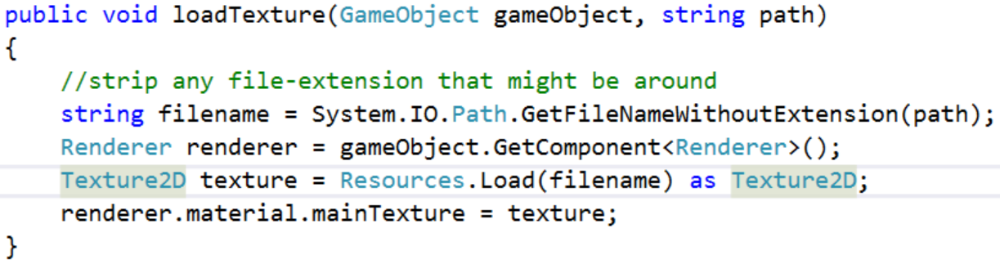 public void loadTexture(GameObject gameObject, string path)
{
    //strip any file-extension that might be around
    string filename = System.IO.Path.GetFileNameWithoutExtension(path);
    Renderer renderer = gameObject.GetComponent<Renderer>();
    Texture2D texture = Resources.Load(filename) as Texture2D;
    renderer.material.mainTexture = texture;
}